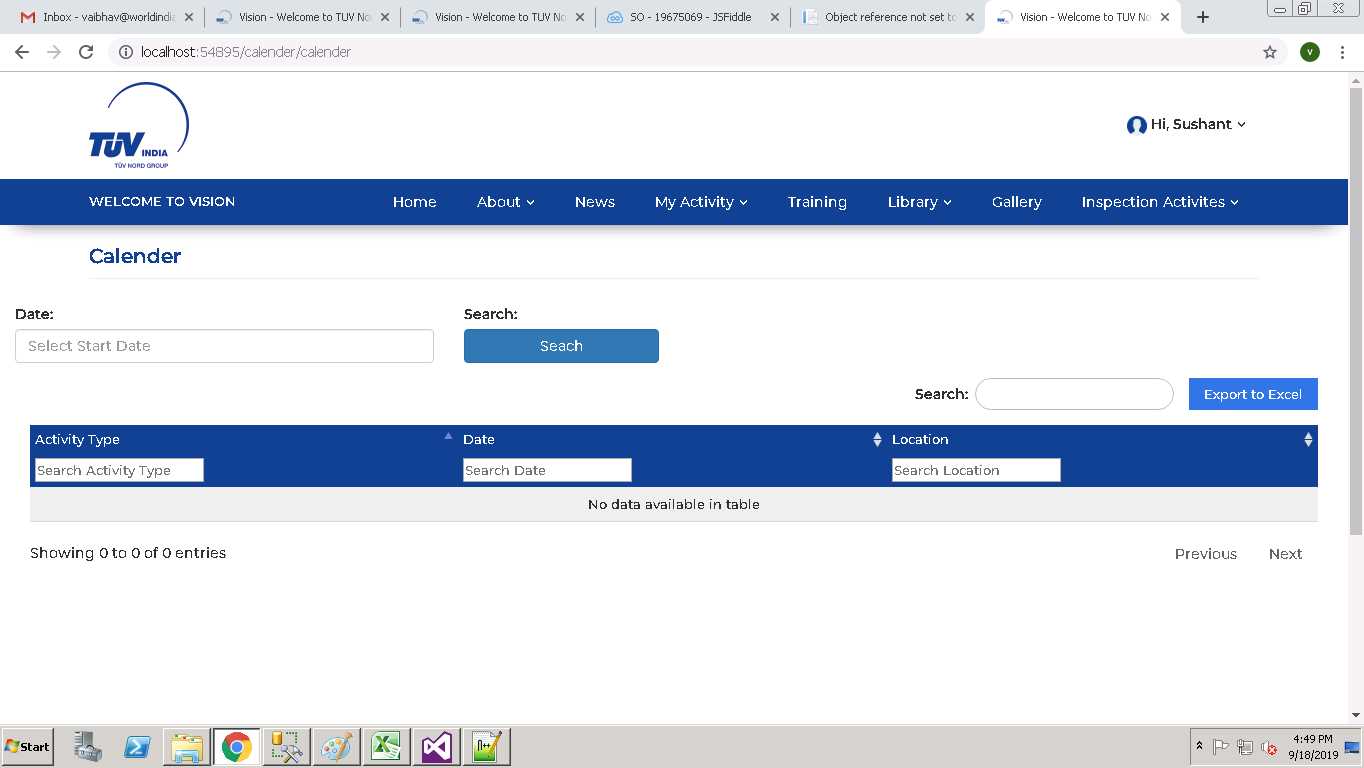 Inbox - vaibhav@worldindia
Vision - Welcome to TUV No
Vision - Welcome to TUV No
SO - 19675069 - JSFiddle
Object reference not set to
Vision - Welcome to TUV No
localhost:54895/calender/calender
V
TÜV INDIA
TÜV NORD GROUP
Hi, Sushant
WELCOME TO VISION
Home
About
News
My Activity
Training
Library
Gallery
Inspection Activites
Calender
Date:
Search:
Select Start Date
Seach
Search:
Export to Excel
Activity Type
Date
Location
Search Activity Type
Search Date
Search Location
No data available in table
Showing 0 to 0 of 0 entries
Previous
Next
Start
4:49 PM
9/18/2019